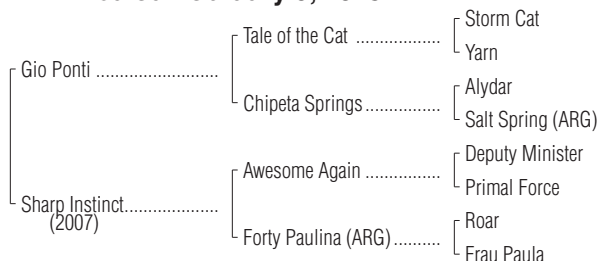 Tale of the Cat ..................
Storm Cat
Yarn
Gio Ponti ..........................
Chipeta Springs ................
Alydar
Salt Spring (ARG)
Awesome Again ................
Deputy Minister
Primal Force
Sharp Instinct....................
(2007)
Forty Paulina (ARG)..........
Roar
Frau Paula